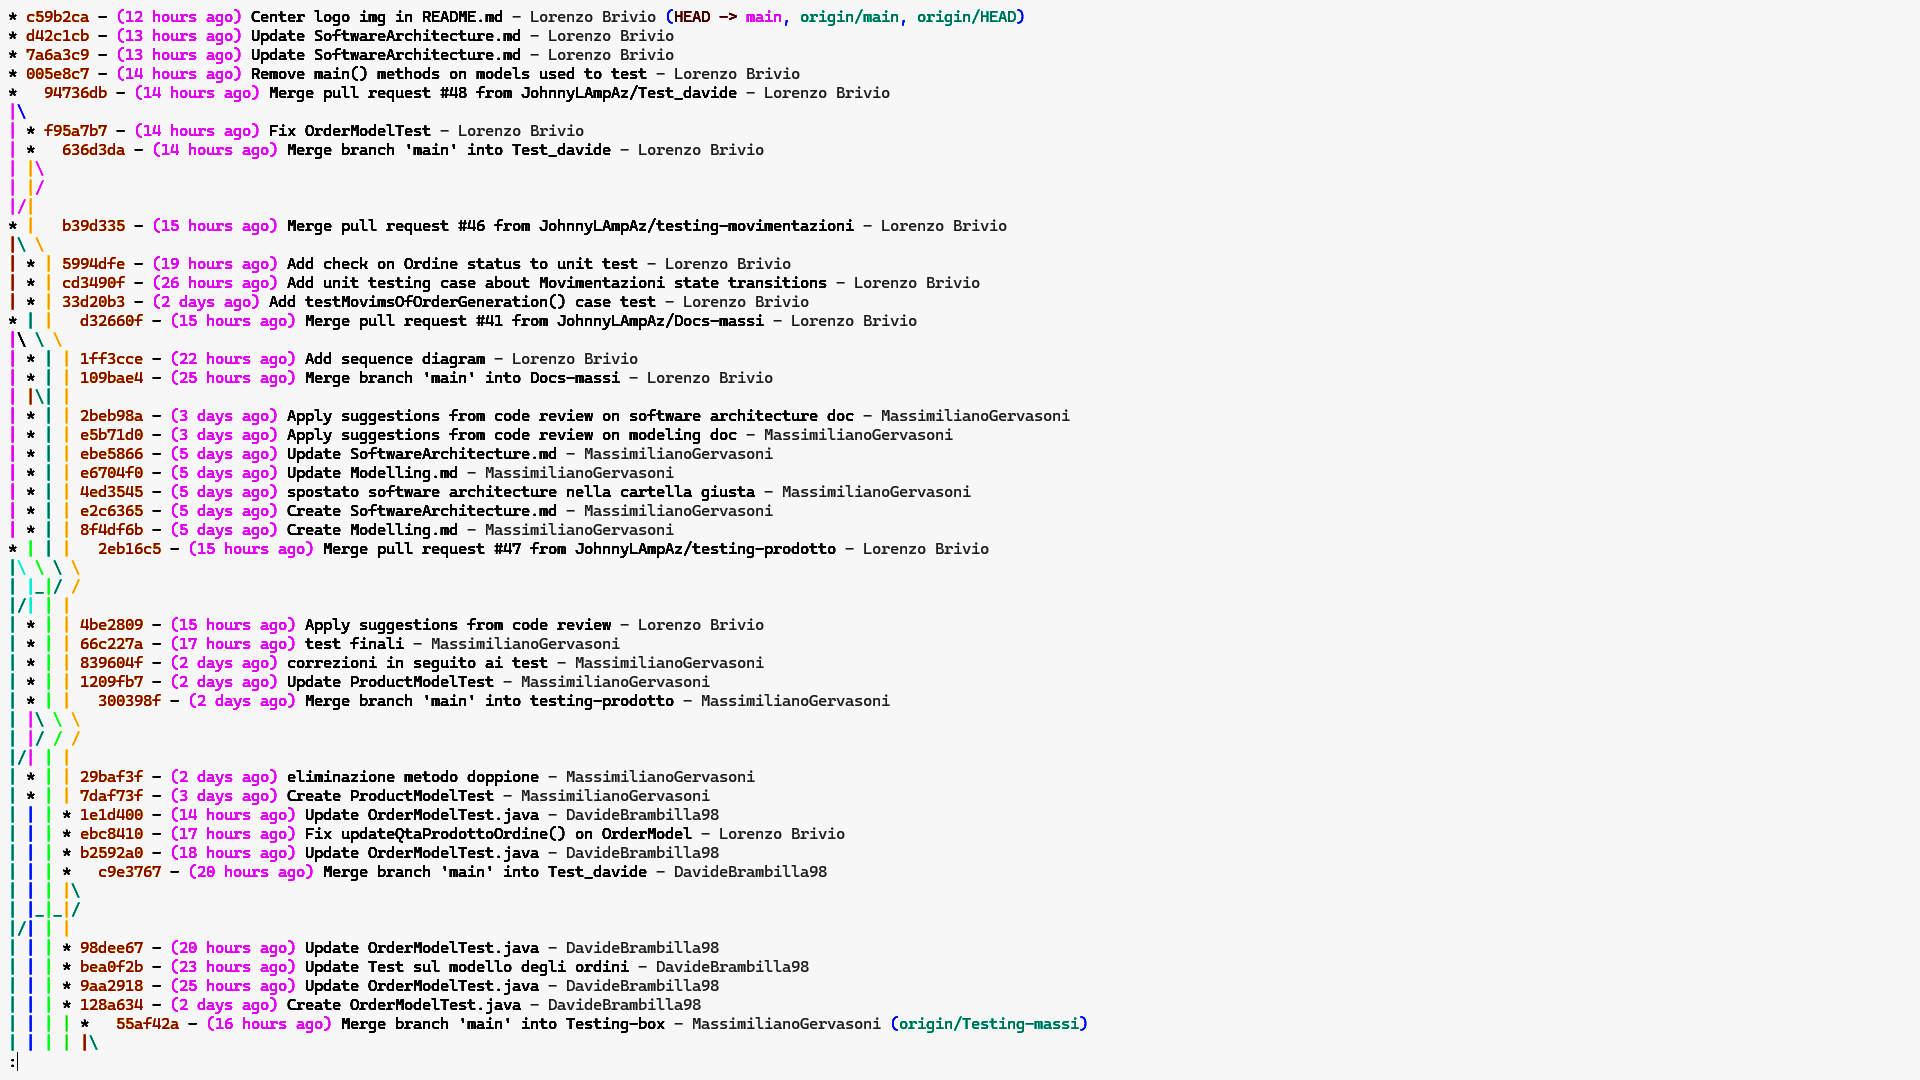 * c59b2ca - (12 hours ago) Center logo img in README.md - Lorenzo Brivio (HEAD -> main, origin/main, origin/HEAD)
* d42c1cb - (13 hours ago) Update SoftwareArchitecture.md - Lorenzo Brivio
* 7a6a3c9 - (13 hours ago) Update SoftwareArchitecture.md - Lorenzo Brivio
* 005e8c7 - (14 hours ago) Remove main() methods on models used to test - Lorenzo Brivio
*   94736db - (14 hours ago) Merge pull request #48 from JohnnyLAmpAz/Test_davide - Lorenzo Brivio
|\
| * f95a7b7 - (14 hours ago) Fix OrderModelTest - Lorenzo Brivio
| *   636d3da - (14 hours ago) Merge branch 'main' into Test_davide - Lorenzo Brivio
| |\
| |/
|/|
* |   b39d335 - (15 hours ago) Merge pull request #46 from JohnnyLAmpAz/testing-movimentazioni - Lorenzo Brivio
|\ \
| * | 5994dfe - (19 hours ago) Add check on Ordine status to unit test - Lorenzo Brivio
| * | cd3490f - (26 hours ago) Add unit testing case about Movimentazioni state transitions - Lorenzo Brivio
| * | 33d20b3 - (2 days ago) Add testMovimsOfOrderGeneration() case test - Lorenzo Brivio
* | |   d32660f - (15 hours ago) Merge pull request #41 from JohnnyLAmpAz/Docs-massi - Lorenzo Brivio
|\ \ \
| * | | 1ff3cce - (22 hours ago) Add sequence diagram - Lorenzo Brivio
| * | | 109bae4 - (25 hours ago) Merge branch 'main' into Docs-massi - Lorenzo Brivio
| |\| |
| * | | 2beb98a - (3 days ago) Apply suggestions from code review on software architecture doc - MassimilianoGervasoni
| * | | e5b71d0 - (3 days ago) Apply suggestions from code review on modeling doc - MassimilianoGervasoni
| * | | ebe5866 - (5 days ago) Update SoftwareArchitecture.md - MassimilianoGervasoni
| * | | e6704f0 - (5 days ago) Update Modelling.md - MassimilianoGervasoni
| * | | 4ed3545 - (5 days ago) spostato software architecture nella cartella giusta - MassimilianoGervasoni
| * | | e2c6365 - (5 days ago) Create SoftwareArchitecture.md - MassimilianoGervasoni
| * | | 8f4df6b - (5 days ago) Create Modelling.md - MassimilianoGervasoni
* | | |   2eb16c5 - (15 hours ago) Merge pull request #47 from JohnnyLAmpAz/testing-prodotto - Lorenzo Brivio
|\ \ \ \
| |_|/ /
|/| | |
| * | | 4be2809 - (15 hours ago) Apply suggestions from code review - Lorenzo Brivio
| * | | 66c227a - (17 hours ago) test finali - MassimilianoGervasoni
| * | | 839604f - (2 days ago) correzioni in seguito ai test - MassimilianoGervasoni
| * | | 1209fb7 - (2 days ago) Update ProductModelTest - MassimilianoGervasoni
| * | |   300398f - (2 days ago) Merge branch 'main' into testing-prodotto - MassimilianoGervasoni
| |\ \ \
| |/ / /
|/| | |
| * | | 29baf3f - (2 days ago) eliminazione metodo doppione - MassimilianoGervasoni
| * | | 7daf73f - (3 days ago) Create ProductModelTest - MassimilianoGervasoni
| | | * 1e1d400 - (14 hours ago) Update OrderModelTest.java - DavideBrambilla98
| | | * ebc8410 - (17 hours ago) Fix updateQtaProdottoOrdine() on OrderModel - Lorenzo Brivio
| | | * b2592a0 - (18 hours ago) Update OrderModelTest.java - DavideBrambilla98
| | | *   c9e3767 - (20 hours ago) Merge branch 'main' into Test_davide - DavideBrambilla98
| | | |\
| |_|_|/
|/| | |
| | | * 98dee67 - (20 hours ago) Update OrderModelTest.java - DavideBrambilla98
| | | * bea0f2b - (23 hours ago) Update Test sul modello degli ordini - DavideBrambilla98
| | | * 9aa2918 - (25 hours ago) Update OrderModelTest.java - DavideBrambilla98
| | | * 128a634 - (2 days ago) Create OrderModelTest.java - DavideBrambilla98
| | | | *   55af42a - (16 hours ago) Merge branch 'main' into Testing-box - MassimilianoGervasoni (origin/Testing-massi)
| | | | |\
: